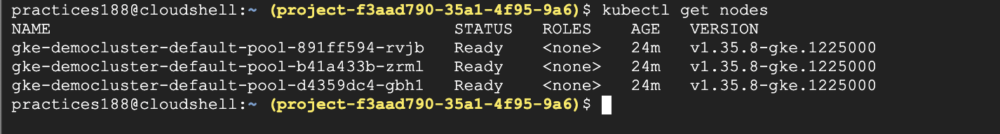 practices188@cloudshell:~ (project-f3aad790-35a1-4f95-9a6)$ kubectl get nodes
NAME STATUS ROLES AGE VERSION
gke-democluster-default-pool-891ff594-rvjb Ready <none> 24m v1.35.8-gke.1225000
gke-democluster-default-pool-b41a433b-zrml Ready <none> 24m v1.35.8-gke.1225000
gke-democluster-default-pool-d4359dc4-gbh1 Ready <none> 24m v1.35.8-gke.1225000
practices188@cloudshell:~ (project-f3aad790-35a1-4f95-9a6)$